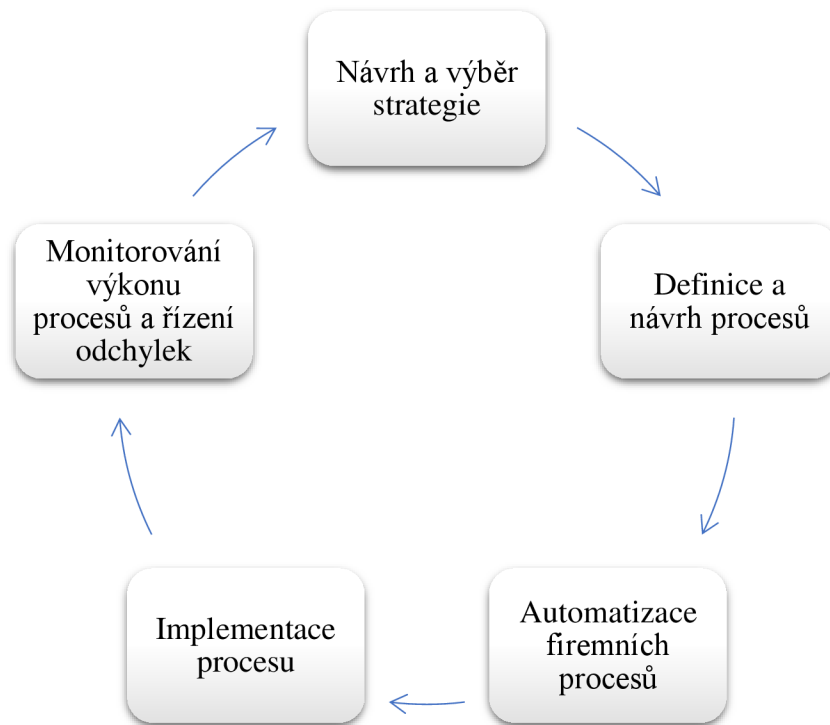 Návrh a výběr
strategie
Definice a
návrh procesů
Automatizace
firemních
procesů
Implementace
procesu
Monitorování
výkonu
procesů a řízení
odchylek